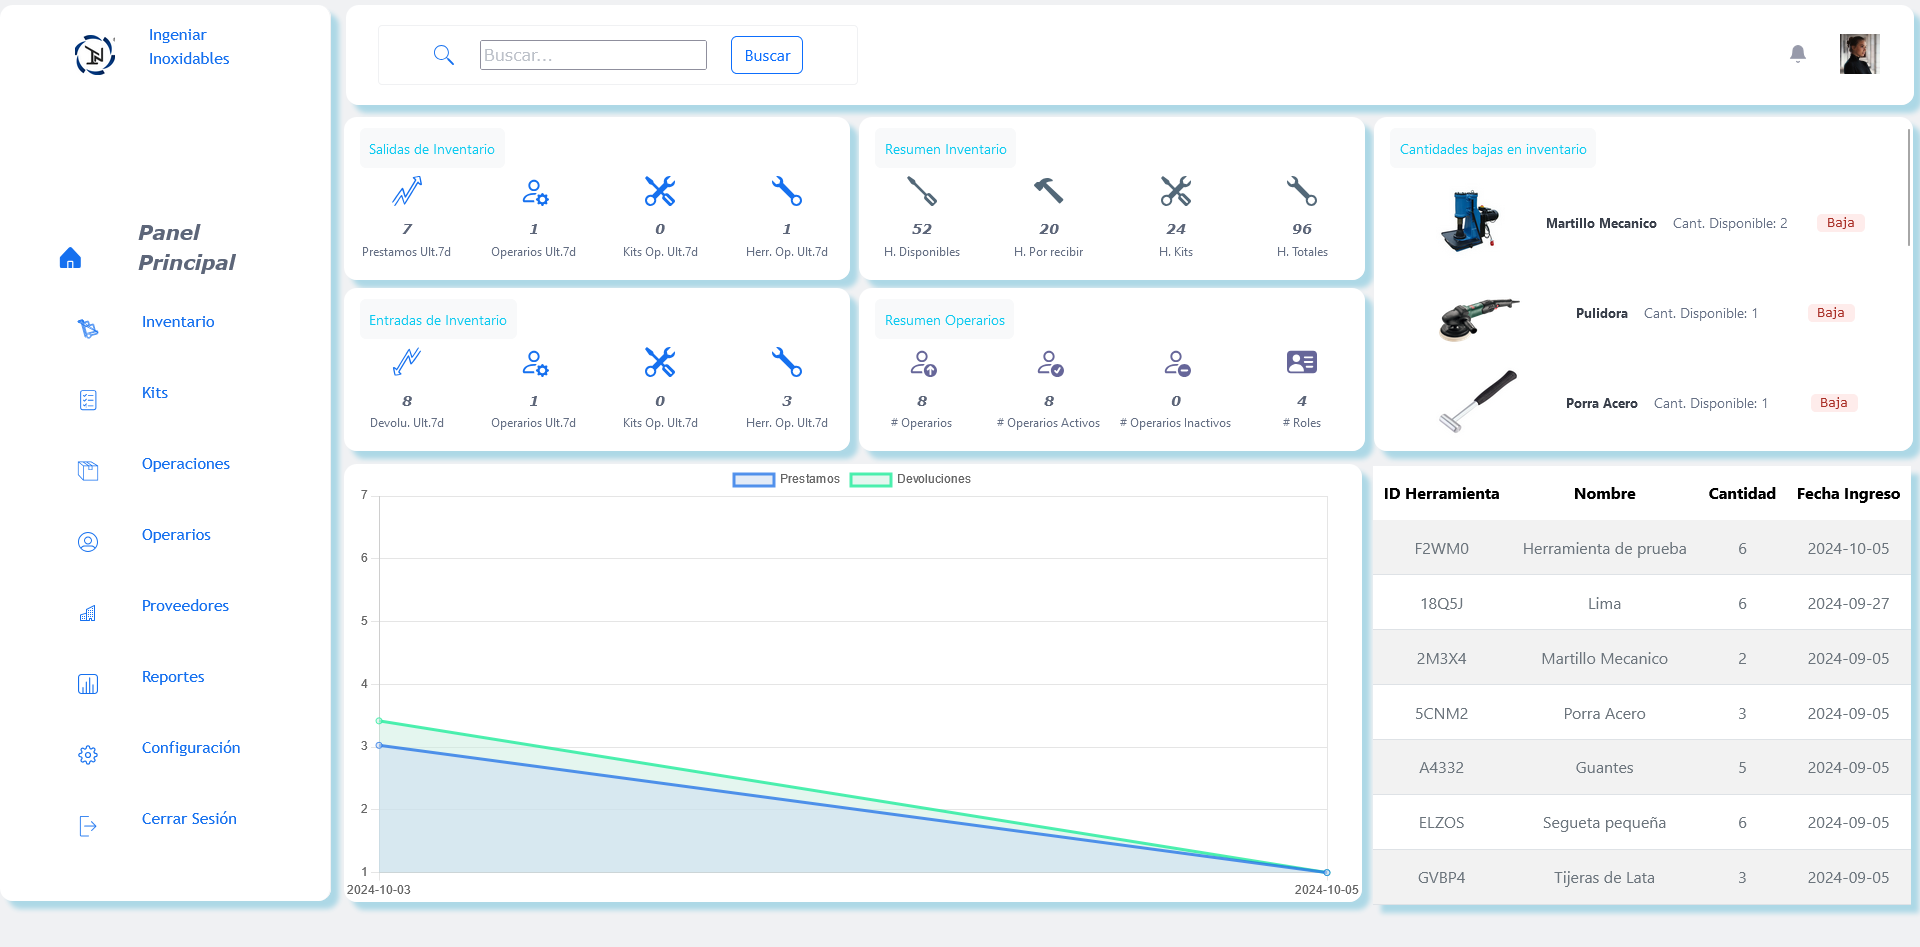 Ingeniar
Inoxidables
Panel
Principal
Inventario
Kits
Operaciones
Operarios
Proveedores
Reportes
Configuración
Cerrar Sesión
Buscar...
Buscar
Salidas de Inventario
7
1
0
1
Prestamos Ult.7d
Operarios Ult.7d
Kits Op. Ult.7d
Herr. Op. Ult.7d
Resumen Inventario
52
20
24
96
H. Disponibles
H. Por recibir
H. Kits
H. Totales
Cantidades bajas en inventario
Martillo Mecanico Cant. Disponible: 2 Baja
Pulidora Cant. Disponible: 1 Baja
Porra Acero Cant. Disponible: 1 Baja
Entradas de Inventario
8
1
0
3
Devolu. Ult.7d
Operarios Ult.7d
Kits Op. Ult.7d
Herr. Op. Ult.7d
Resumen Operarios
8
8
0
4
# Operarios
# Operarios Activos
# Operarios Inactivos
# Roles
Prestamos Devoluciones
7
6
5
4
3
2
1
2024-10-03 2024-10-05
ID Herramienta Nombre Cantidad Fecha Ingreso
F2WM0 Herramienta de prueba 6 2024-10-05
18Q5J Lima 6 2024-09-27
2M3X4 Martillo Mecanico 2 2024-09-05
5CNM2 Porra Acero 3 2024-09-05
A4332 Guantes 5 2024-09-05
ELZOS Segueta pequeña 6 2024-09-05
GVBP4 Tijeras de Lata 3 2024-09-05